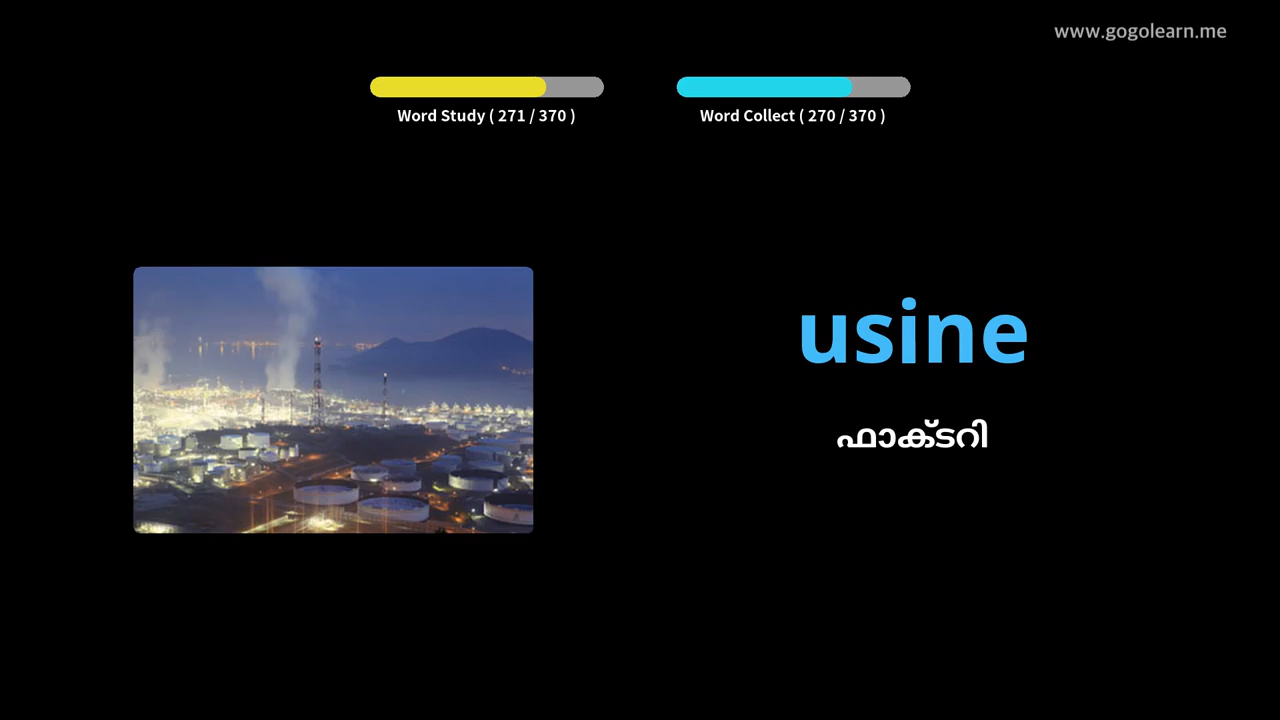 www.gogolearn.me
Word Study ( 271 / 370 )
Word Collect ( 270 / 370 )
usine
ഫാക്ടറി